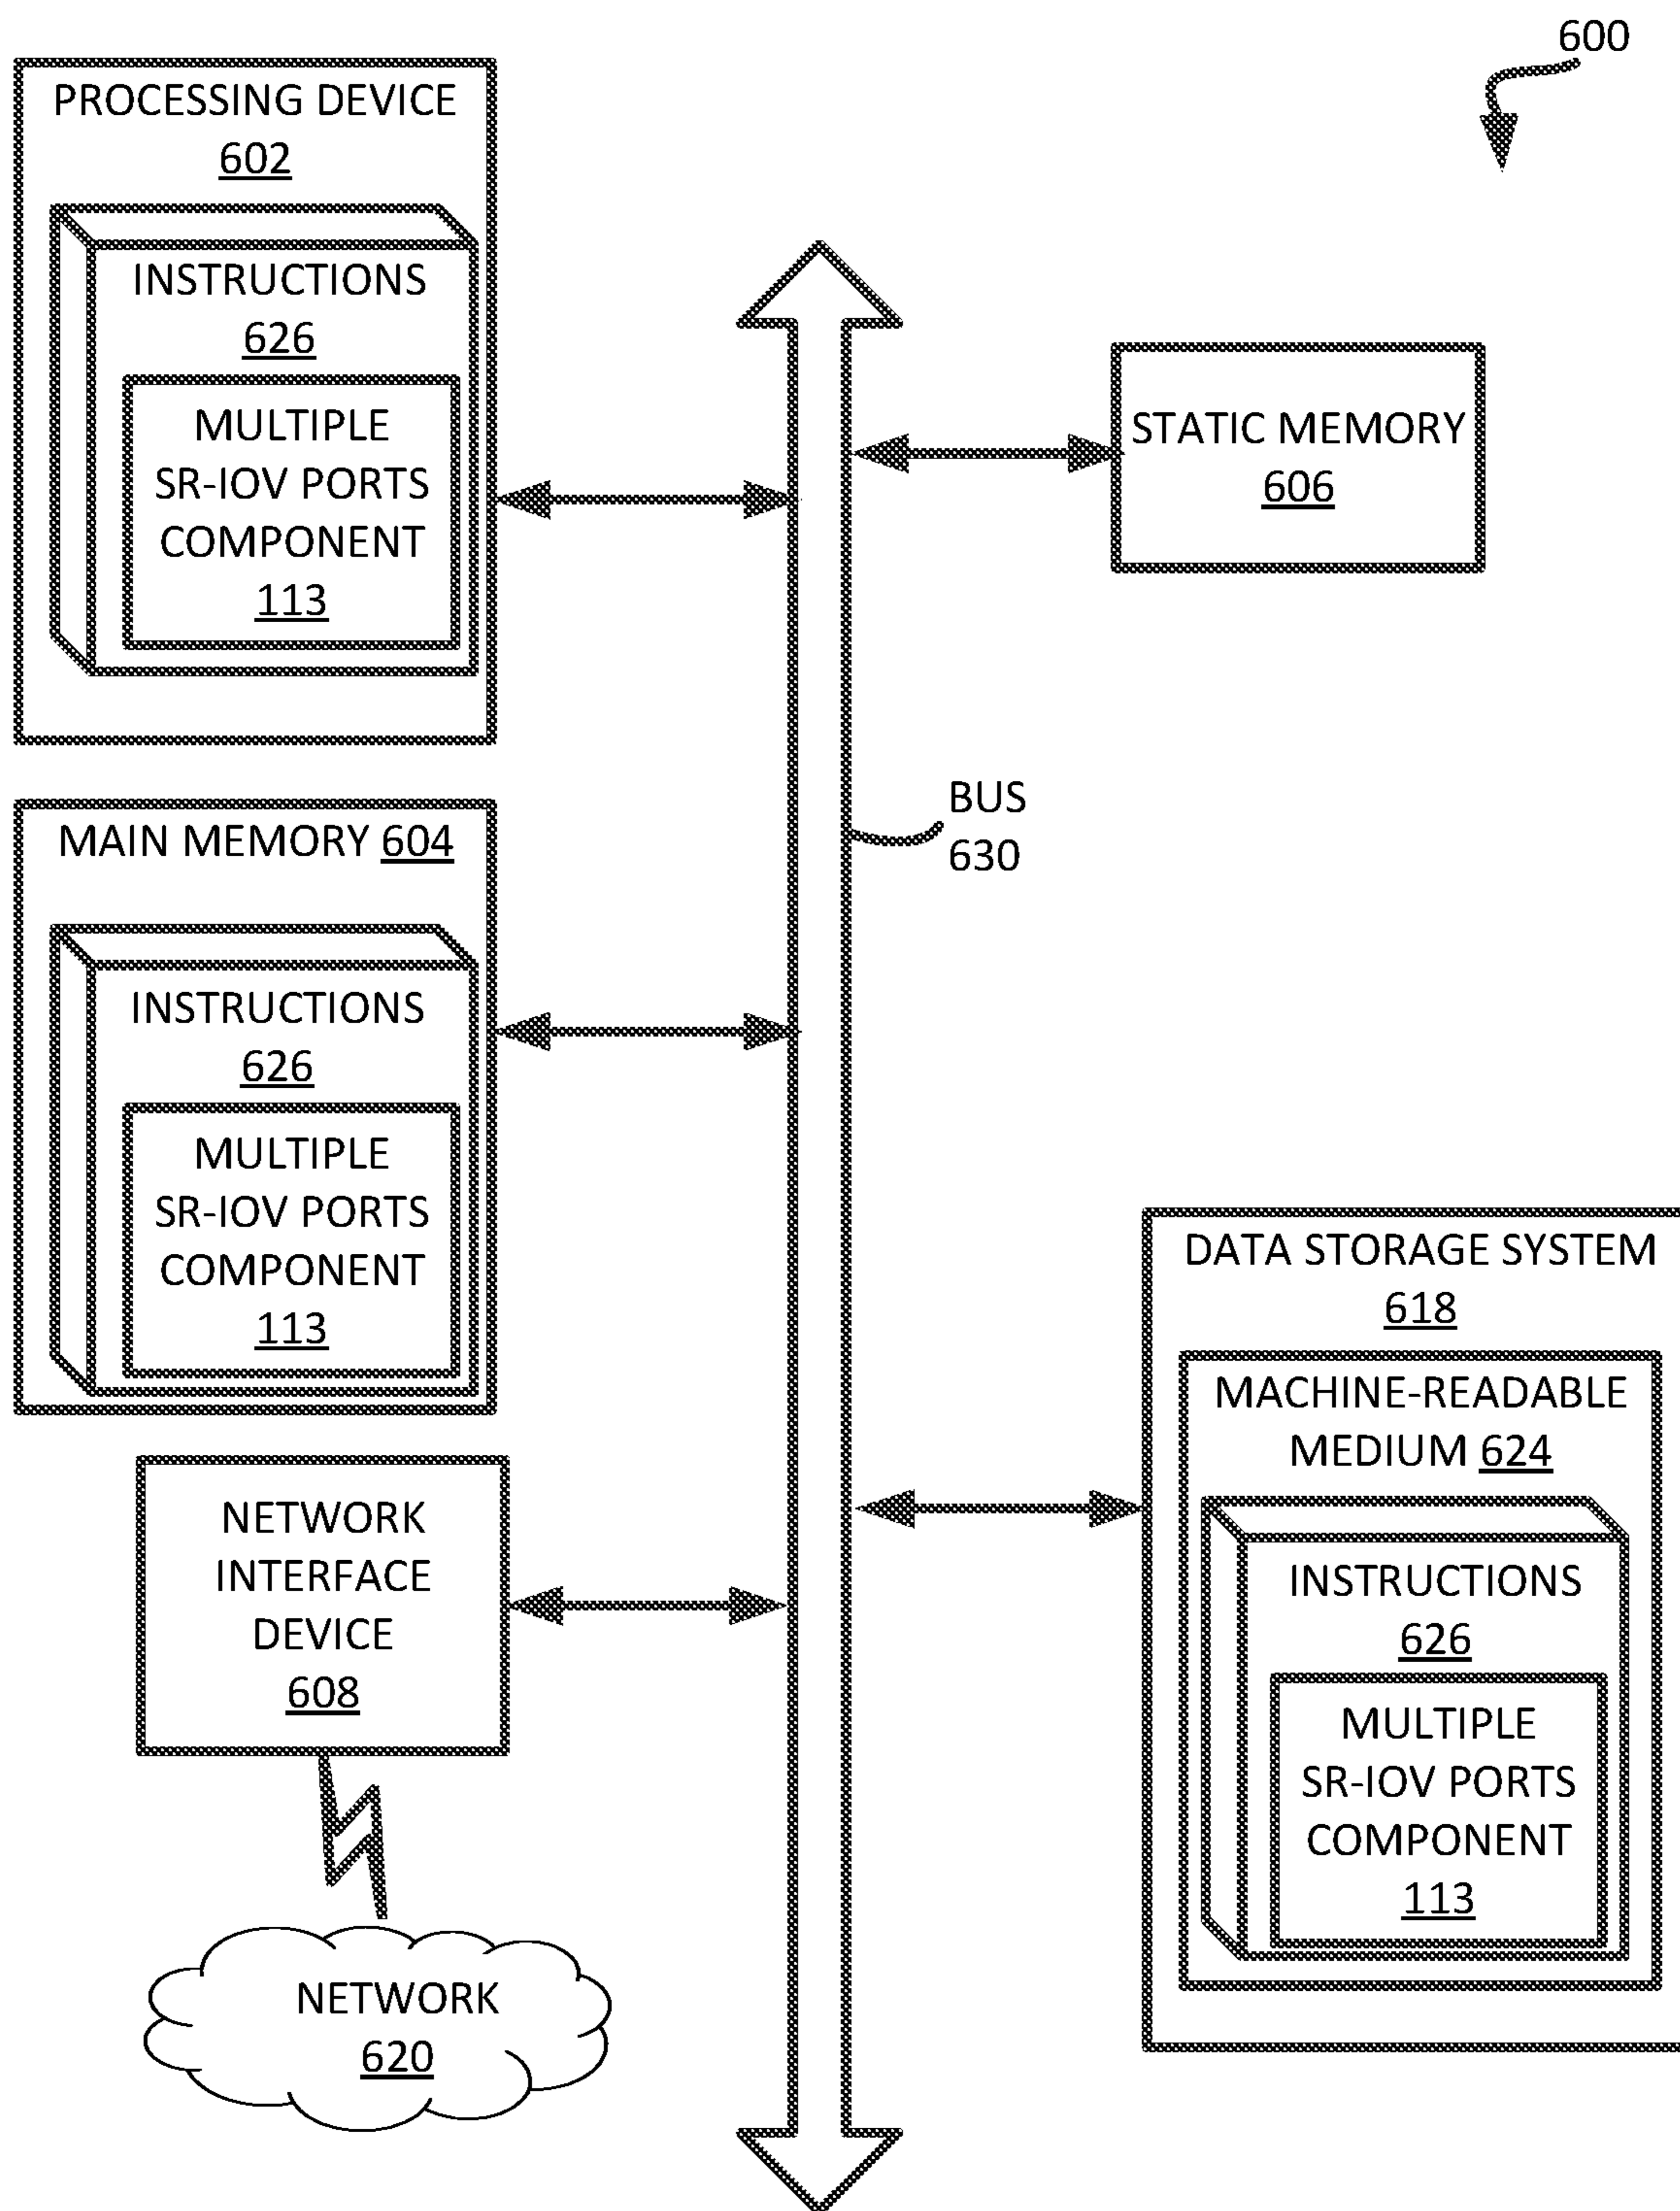 600
PROCESSING DEVICE
602
INSTRUCTIONS
626
MULTIPLE
SR-IOV PORTS
COMPONENT
113
STATIC MEMORY
606
BUS
630
MAIN MEMORY 604
INSTRUCTIONS
626
MULTIPLE
SR-IOV PORTS
COMPONENT
113
DATA STORAGE SYSTEM
618
MACHINE-READABLE
MEDIUM 624
INSTRUCTIONS
626
MULTIPLE
SR-IOV PORTS
COMPONENT
113
NETWORK
INTERFACE
DEVICE
608
NETWORK
620